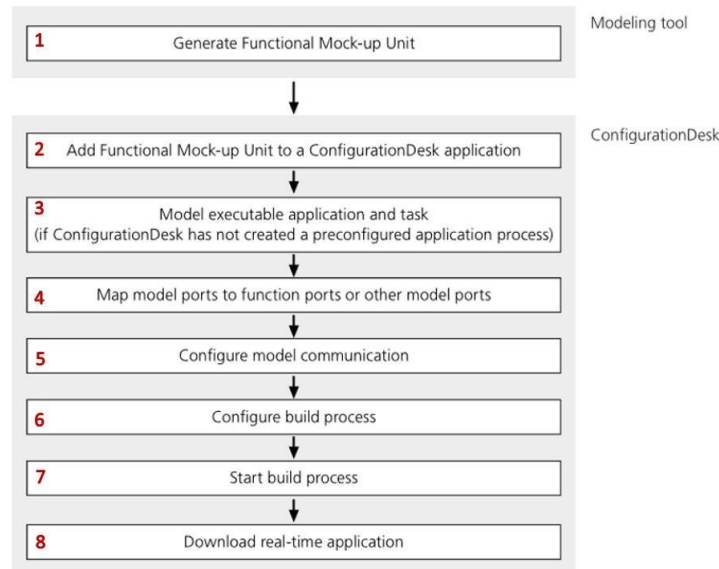 Modeling tool
1 Generate Functional Mock-up Unit
ConfigurationDesk
2 Add Functional Mock-up Unit to a ConfigurationDesk application
3 Model executable application and task
(if ConfigurationDesk has not created a preconfigured application process)
4 Map model ports to function ports or other model ports
5 Configure model communication
6 Configure build process
7 Start build process
8 Download real-time application